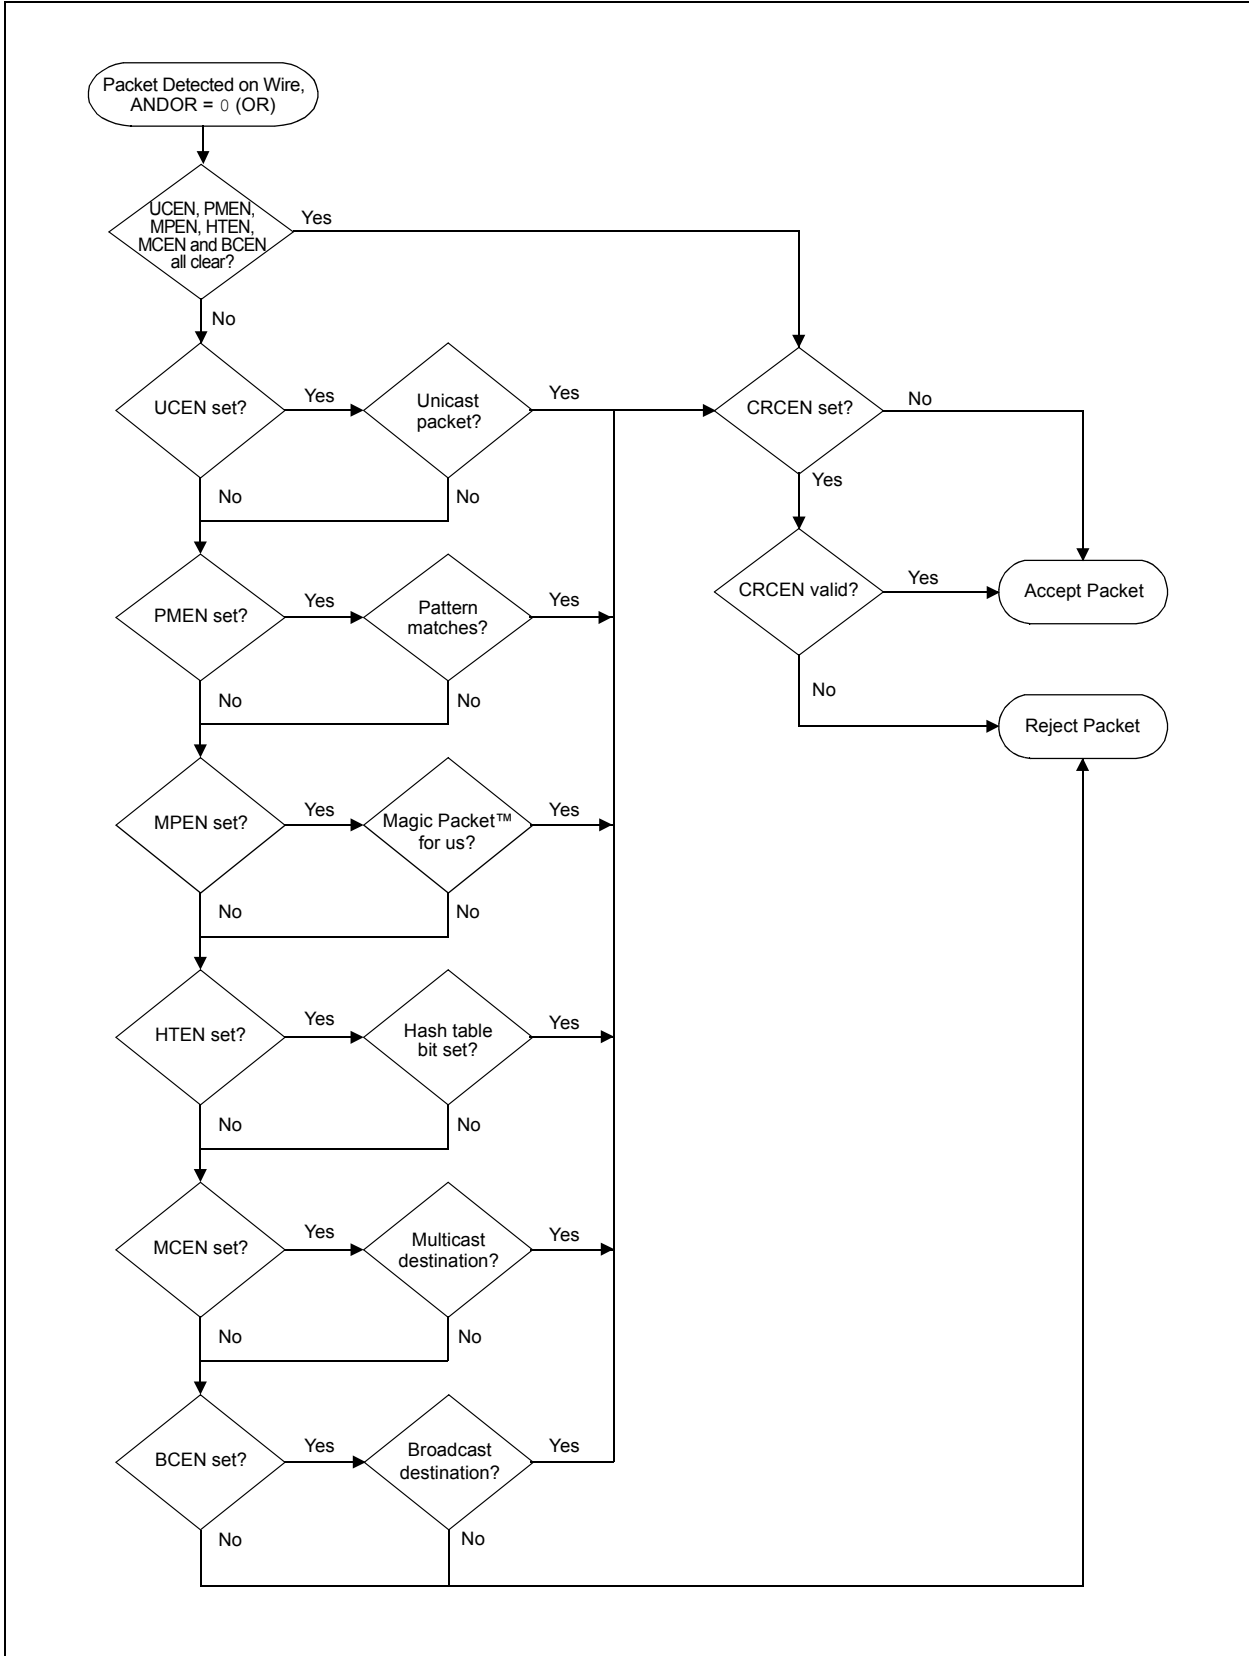 Packet Detected on Wire,
ANDOR = 0 (OR)
UCEN, PMEN,
MPEN, HTEN,
MCEN and BCEN
all clear?
Yes
No
UCEN set?
Yes
Unicast
packet?
Yes
CRCEN set?
No
No
No
Yes
PMEN set?
Yes
Pattern
matches?
Yes
CRCEN valid?
Yes
Accept Packet
No
No
No
Reject Packet
MPEN set?
Yes
Magic Packet™
for us?
Yes
No
No
HTEN set?
Yes
Hash table
bit set?
Yes
No
No
MCEN set?
Yes
Multicast
destination?
Yes
No
No
BCEN set?
Yes
Broadcast
destination?
Yes
No
No